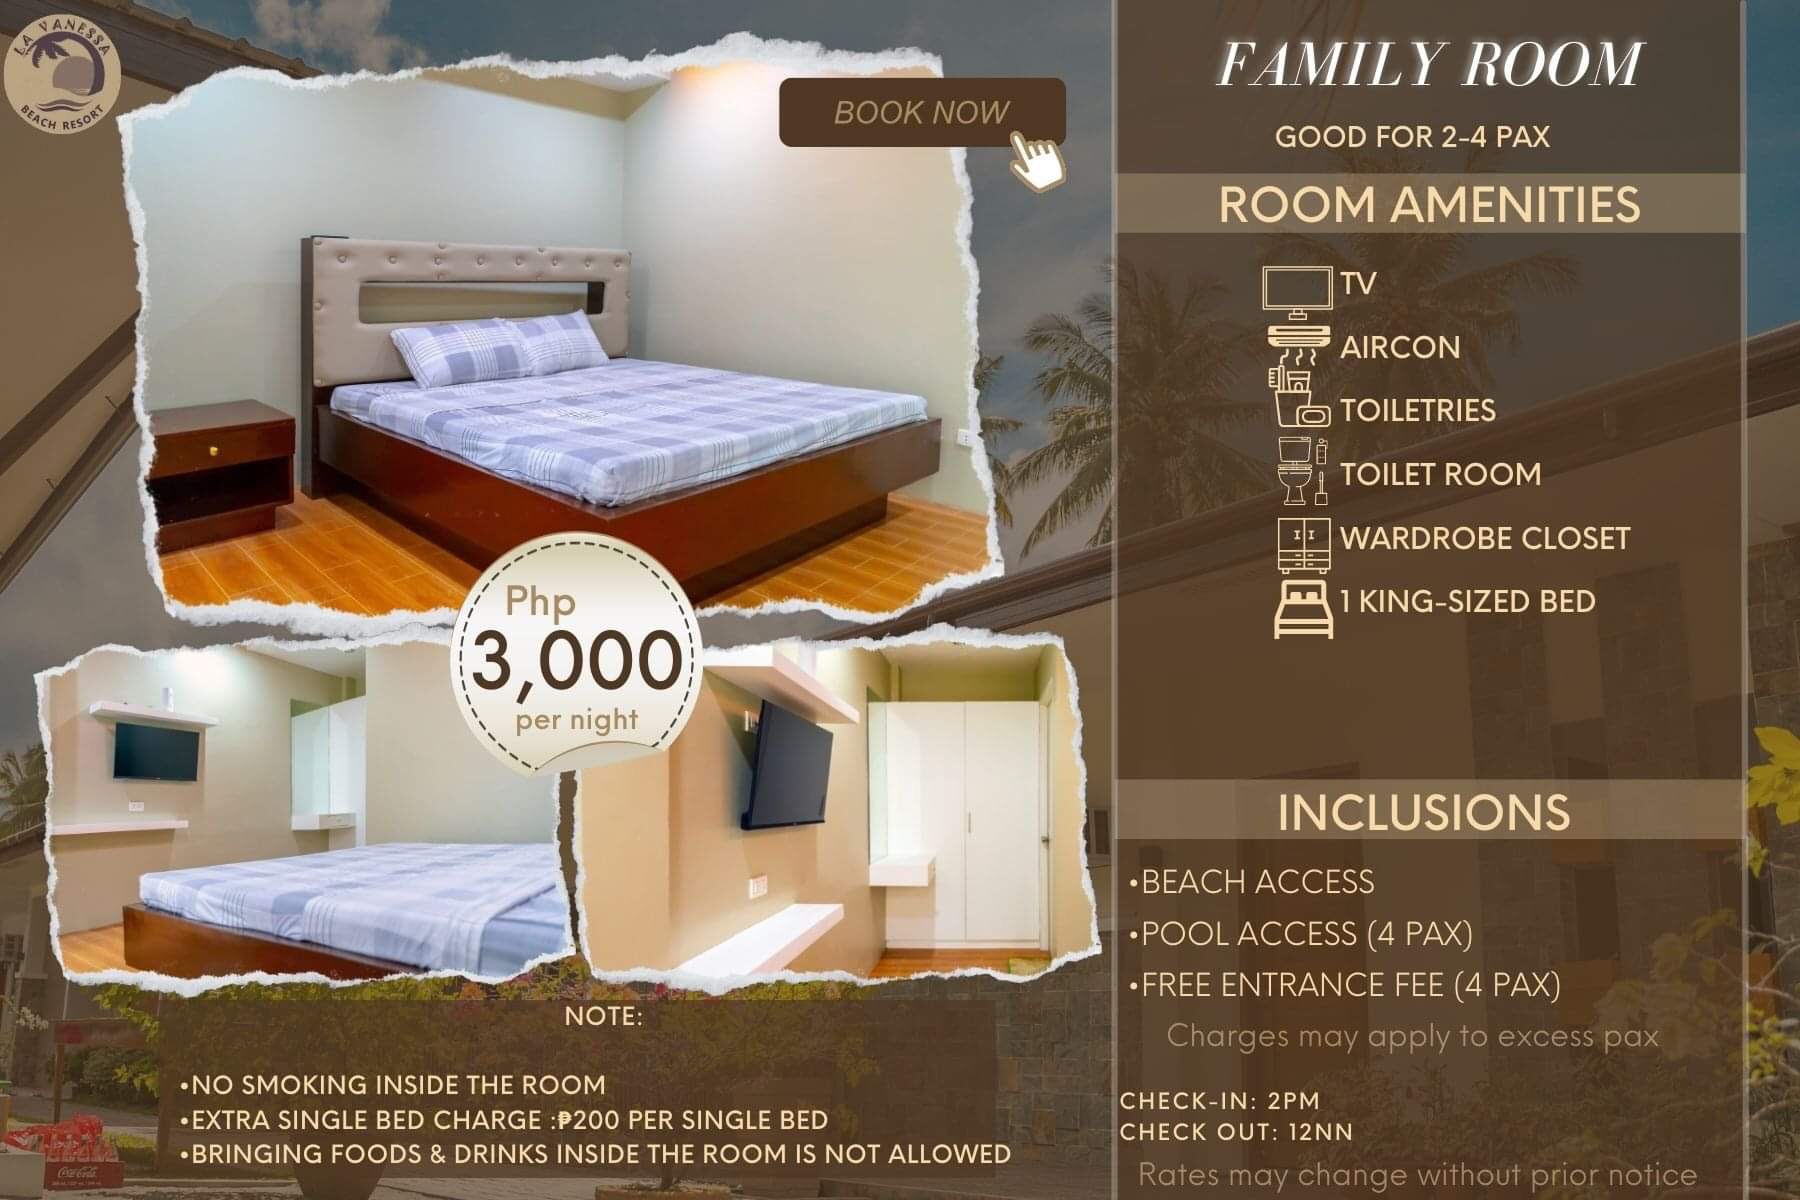 LA VANESSA
BEACH RESORT
BOOK NOW
Php
3,000
per night
NOTE:
•NO SMOKING INSIDE THE ROOM
•EXTRA SINGLE BED CHARGE :₱200 PER SINGLE BED
•BRINGING FOODS & DRINKS INSIDE THE ROOM IS NOT ALLOWED
Coca-Cola
FAMILY ROOM
GOOD FOR 2-4 PAX
ROOM AMENITIES
TV
AIRCON
TOILETRIES
TOILET ROOM
WARDROBE CLOSET
1 KING-SIZED BED
INCLUSIONS
•BEACH ACCESS
•POOL ACCESS (4 PAX)
•FREE ENTRANCE FEE (4 PAX)
Charges may apply to excess pax
CHECK-IN: 2PM
CHECK OUT: 12NN
Rates may change without prior notice